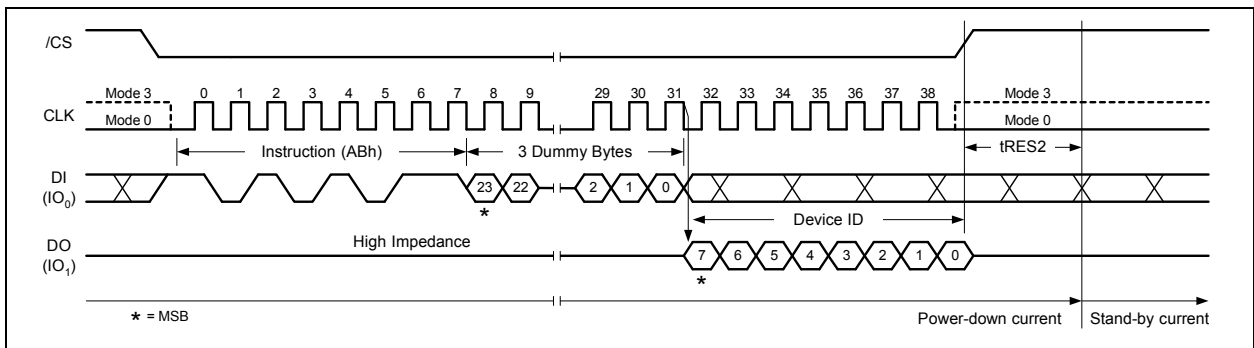 /CS
Mode 3 0 1 2 3 4 5 6 7 8 9 29 30 31 32 33 34 35 36 37 38 Mode 3
CLK
Mode 0 Mode 0
Instruction (ABh) 3 Dummy Bytes tRES2
DI
(IO0)
23 22 2 1 0
*
Device ID
High Impedance
DO
(IO1)
7 6 5 4 3 2 1 0
*
* = MSB
Power-down current Stand-by current